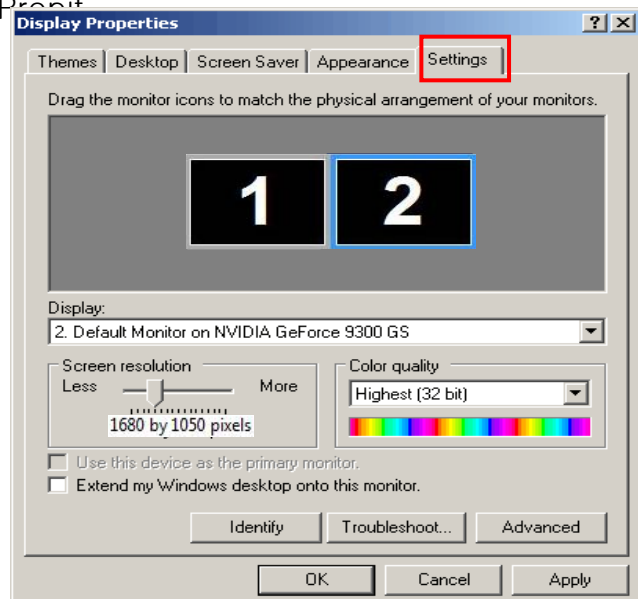 Display Properties
Themes Desktop Screen Saver Appearance Settings
Drag the monitor icons to match the physical arrangement of your monitors.
1 2
Display:
2. Default Monitor on NVIDIA GeForce 9300 GS
Screen resolution Color quality
Less More Highest (32 bit)
1680 by 1050 pixels
Use this device as the primary monitor.
Extend my Windows desktop onto this monitor.
Identify Troubleshoot... Advanced
OK Cancel Apply